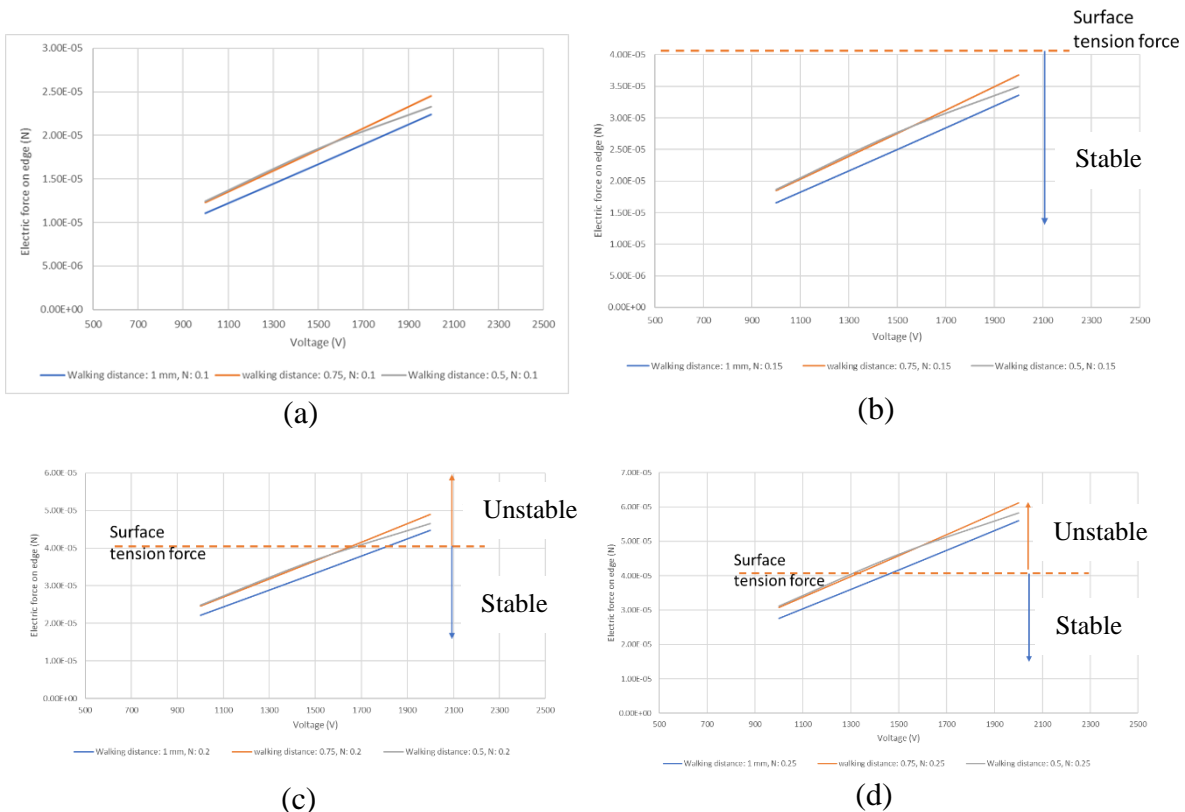 3.00E-05
2.50E-05
2.00E-05
1.50E-05
1.00E-05
5.00E-06
0.00E+00
Electric force on edge (N)
500 700 900 1100 1300 1500 1700 1900 2100 2300 2500
Voltage (V)
Walking distance: 1 mm, N: 0.1 walking distance: 0.75, N: 0.1 Walking distance: 0.5, N: 0.1
(a)
Surface
tension force
4.00E-05
3.50E-05
3.00E-05
2.50E-05
2.00E-05
1.50E-05
1.00E-05
5.00E-06
0.00E+00
Electric force on edge (N)
Stable
500 700 900 1100 1300 1500 1700 1900 2100 2300 2500
Voltage (V)
Walking distance: 1 mm, N: 0.15 walking distance: 0.75, N: 0.15 Walking distance: 0.5, N: 0.15
(b)
6.00E-05
5.00E-05
4.00E-05
3.00E-05
2.00E-05
1.00E-05
0.00E+00
Electric force on edge (N)
Surface
tension force
Unstable
Stable
500 700 900 1100 1300 1500 1700 1900 2100 2300 2500
Voltage (V)
Walking distance: 1 mm, N: 0.2 walking distance: 0.75, N: 0.2 Walking distance: 0.5, N: 0.2
(c)
7.00E-05
6.00E-05
5.00E-05
4.00E-05
3.00E-05
2.00E-05
1.00E-05
0.00E+00
Electric force on edge (N)
Surface
tension force
Unstable
Stable
500 700 900 1100 1300 1500 1700 1900 2100 2300 2500
Voltage (V)
Walking distance: 1 mm, N: 0.25 walking distance: 0.75, N: 0.25 Walking distance: 0.5, N: 0.25
(d)